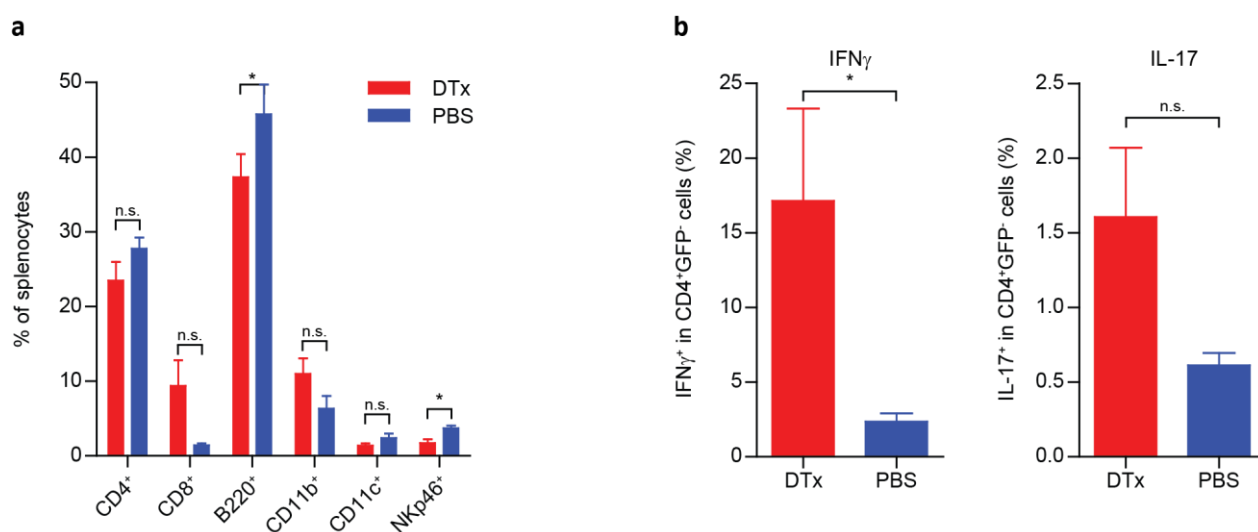 a
% of splenocytes
50
40
30
20
10
0
n.s.
n.s.
*
n.s.
n.s.
*
DTx
PBS
CD4⁺
CD8⁺
B220⁺
CD11b⁺
CD11c⁺
NKp46⁺
b
IFNγ
*
IFNγ⁺ in CD4⁺GFP⁻ cells (%)
25
20
15
10
5
0
DTx
PBS
IL-17
n.s.
IL-17⁺ in CD4⁺GFP⁻ cells (%)
2.5
2.0
1.5
1.0
0.5
0.0
DTx
PBS